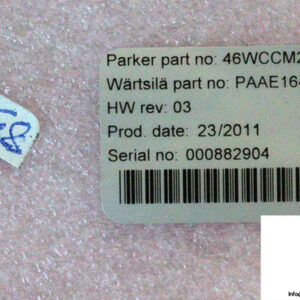 Parker part no: 46WCCM2
Wärtsilä part no: PAAE164
HW rev: 03
Prod. date: 23/2011
Serial no: 000882904